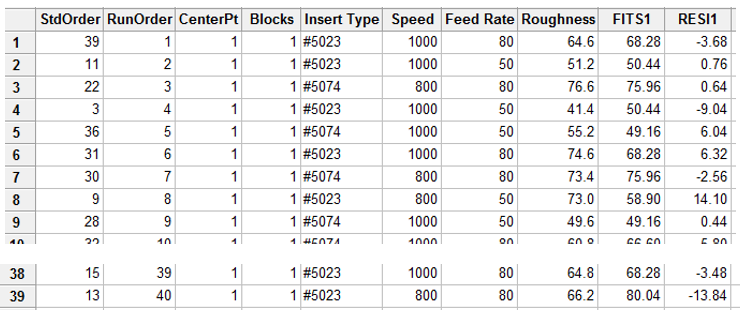 StdOrder RunOrder CenterPt Blocks Insert Type Speed Feed Rate Roughness FITS1 RESI1
1 39 1 1 1 #5023 1000 80 64.6 68.28 -3.68
2 11 2 1 1 #5023 1000 50 51.2 50.44 0.76
3 22 3 1 1 #5074 800 80 76.6 75.96 0.64
4 3 4 1 1 #5023 1000 50 41.4 50.44 -9.04
5 36 5 1 1 #5074 1000 50 55.2 49.16 6.04
6 31 6 1 1 #5023 1000 80 74.6 68.28 6.32
7 30 7 1 1 #5074 800 80 73.4 75.96 -2.56
8 9 8 1 1 #5023 800 50 73.0 58.90 14.10
9 28 9 1 1 #5074 1000 50 49.6 49.16 0.44
10 32 10 1 1 #5074 1000 80 60.8 66.60 -5.80
38 15 39 1 1 #5023 1000 80 64.8 68.28 -3.48
39 13 40 1 1 #5023 800 80 66.2 80.04 -13.84